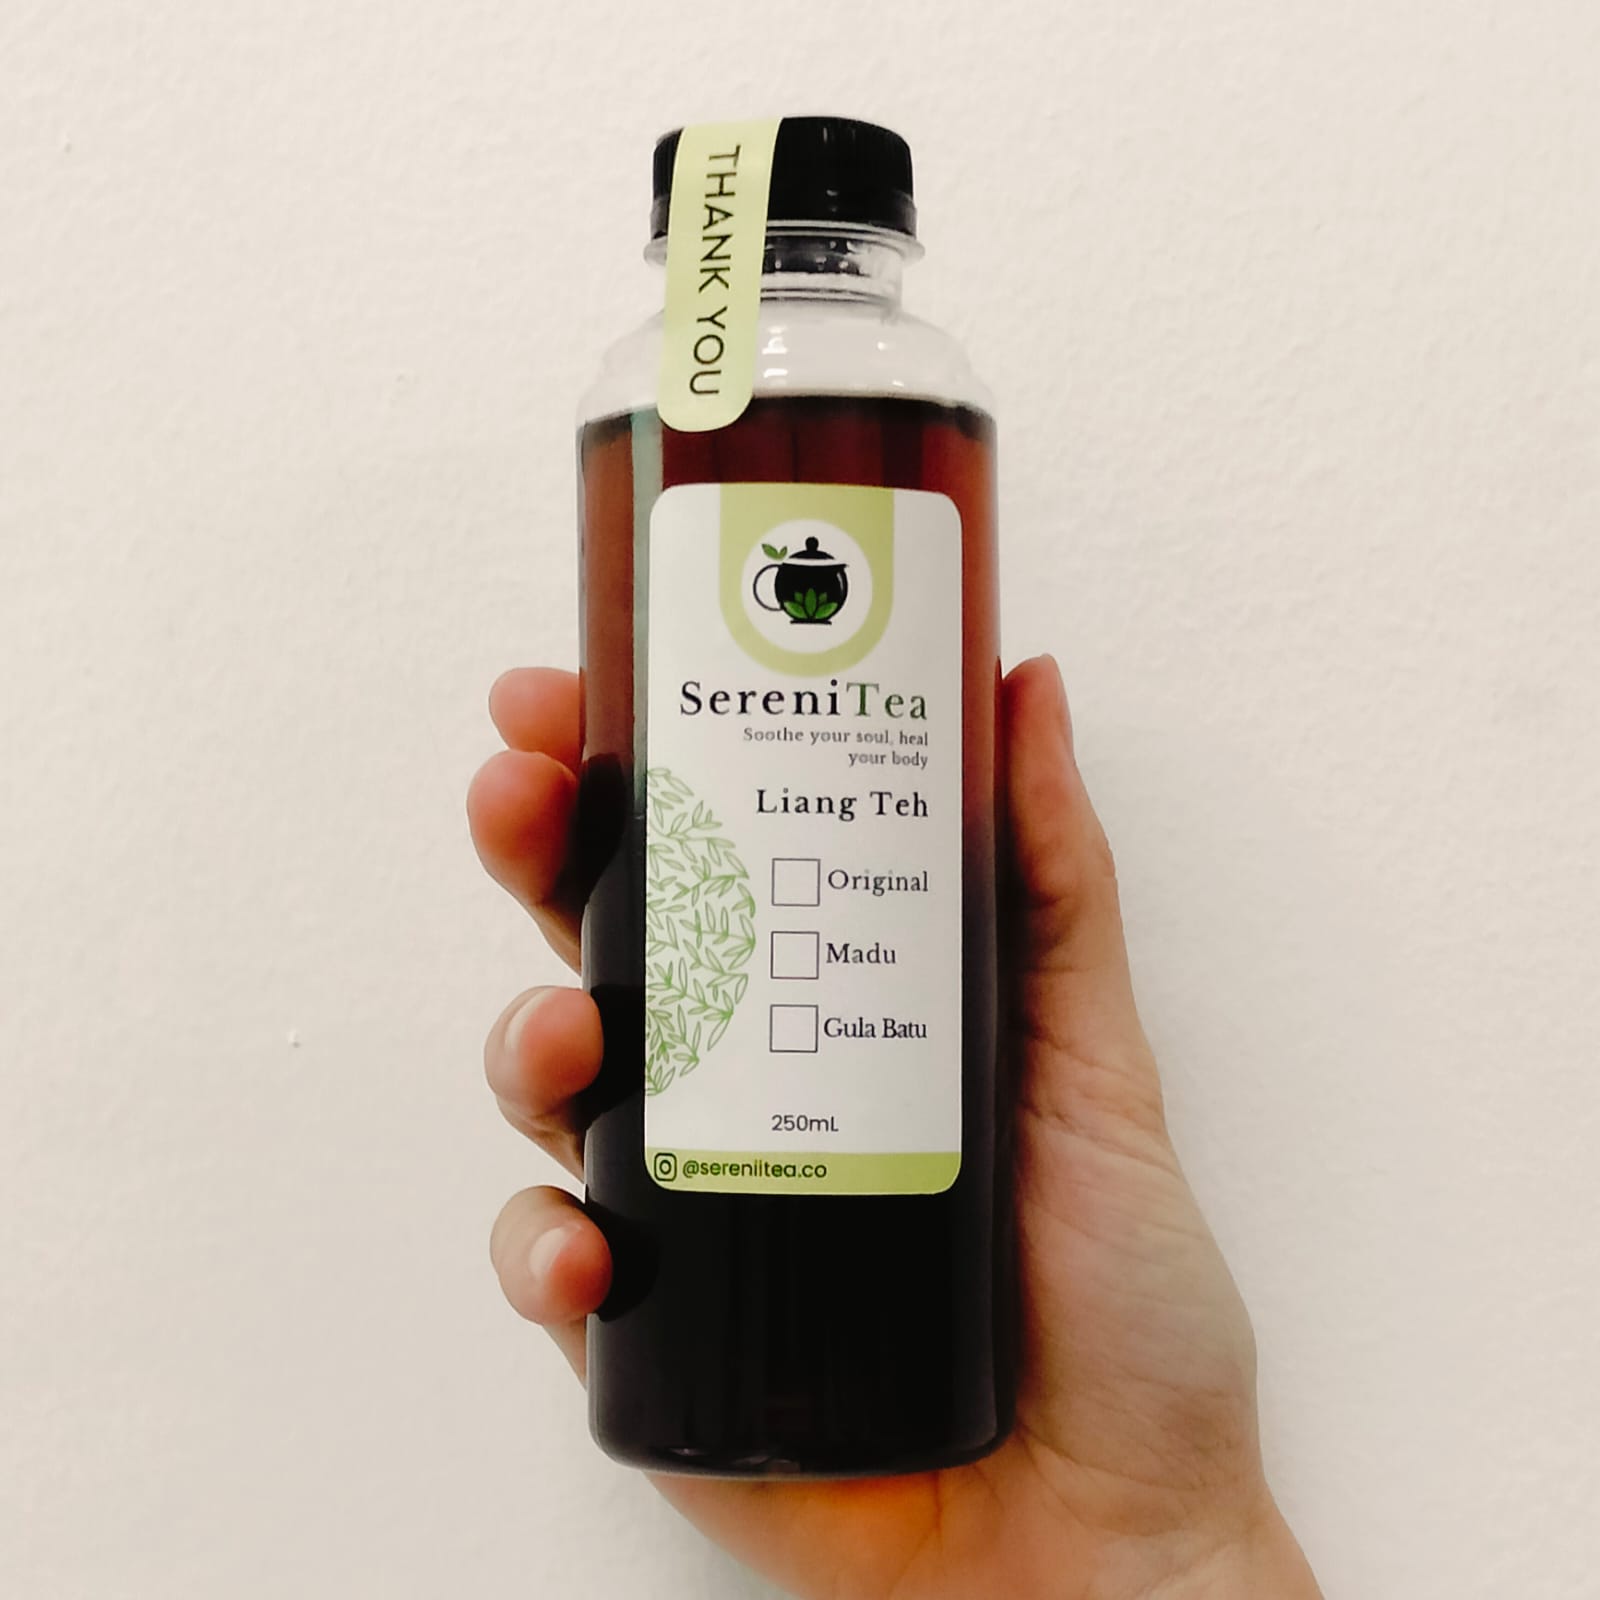 THANK YOU
SereniTea
Soothe your soul, heal
your body
Liang Teh
Original
Madu
Gula Batu
250mL
@sereniitea.co